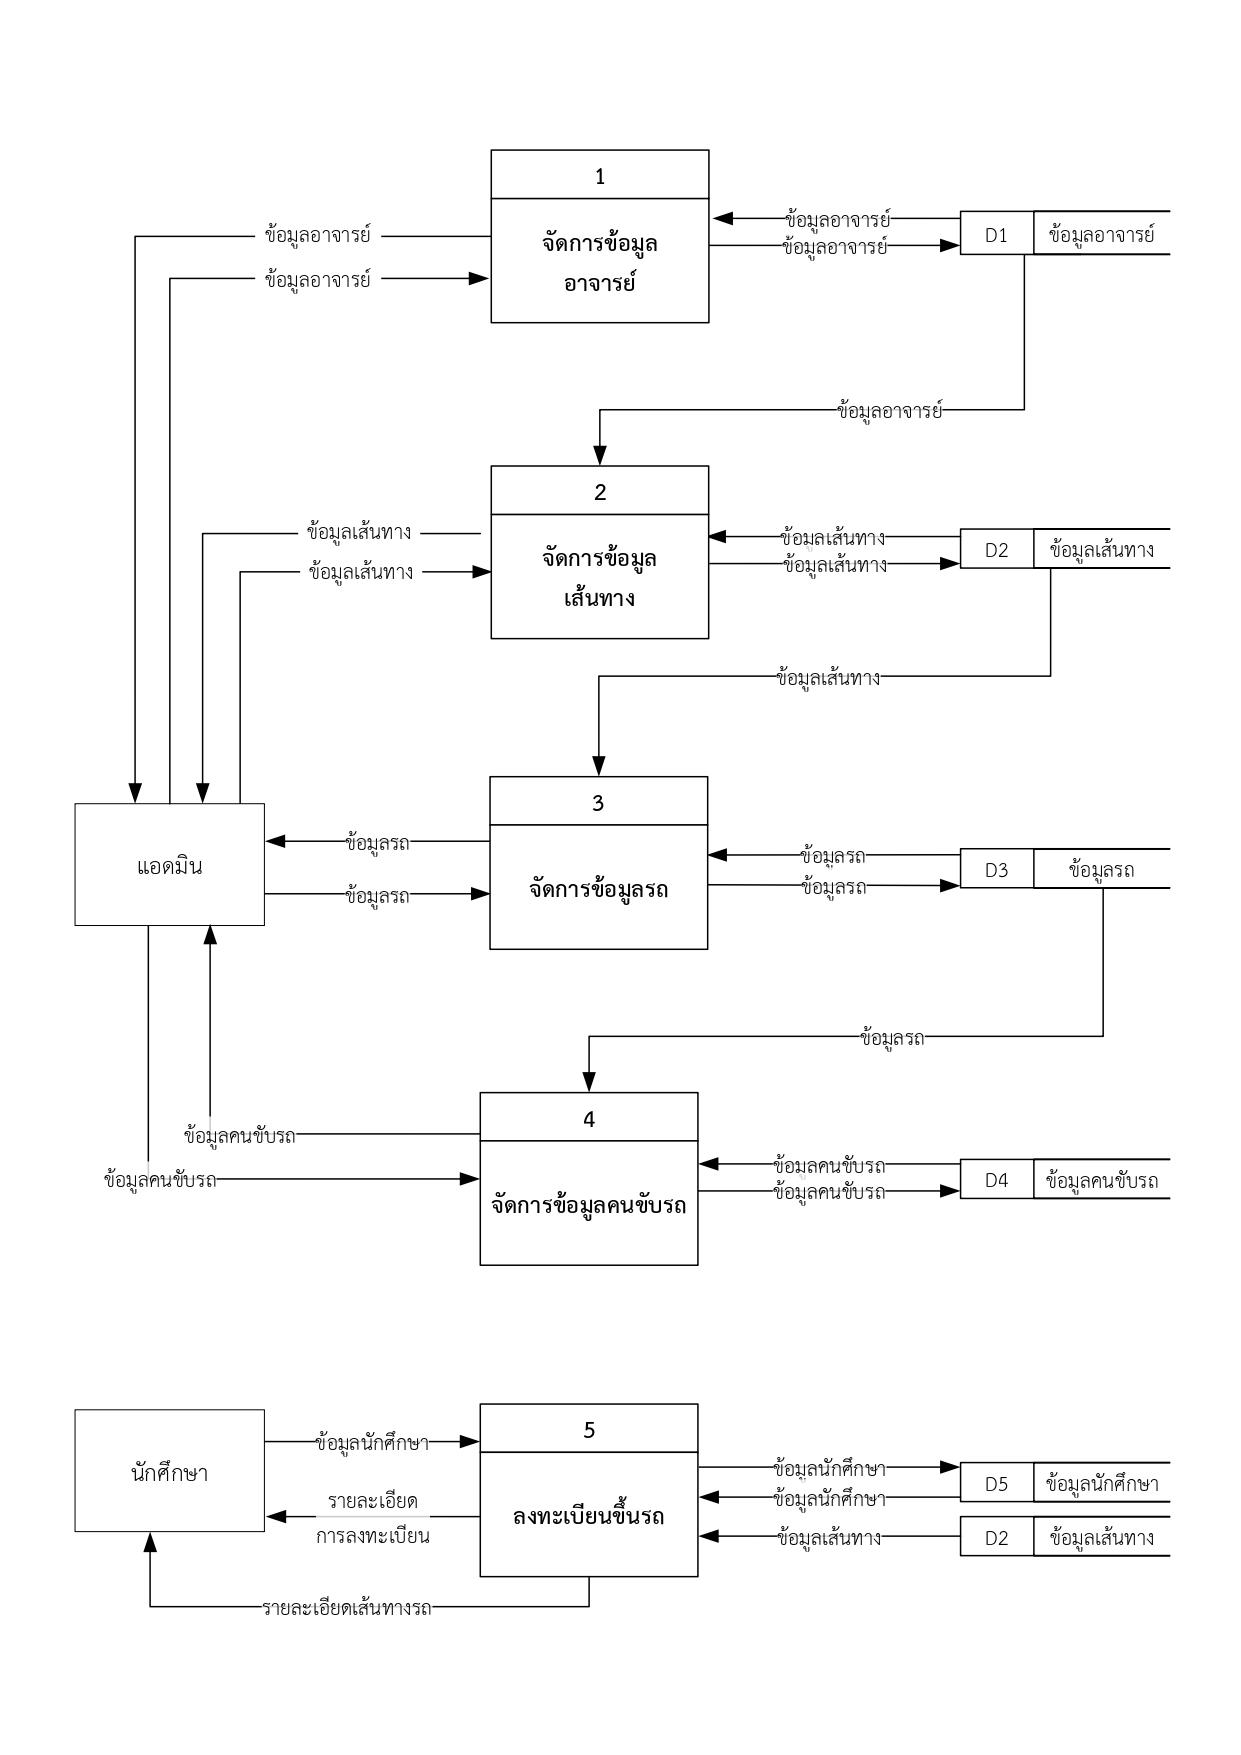 1
ข้อมูลอาจารย์
ข้อมูลอาจารย์
D1
ข้อมูลอาจารย์
จัดการข้อมูล
ข้อมูลอาจารย์
ข้อมูลอาจารย์
อาจารย์
ข้อมูลอาจารย์
2
ข้อมูลเส้นทาง
ข้อมูลเส้นทาง
D2
ข้อมูลเส้นทาง
จัดการข้อมูล
ข้อมูลเส้นทาง
ข้อมูลเส้นทาง
เส้นทาง
ข้อมูลเส้นทาง
3
ข้อมูลรถ
ข้อมูลรถ
แอดมิน
D3
ข้อมูลรถ
จัดการข้อมูลรถ
ข้อมูลรถ
ข้อมูลรถ
ข้อมูลรถ
4
ข้อมูลคนขับรถ
ข้อมูลคนขับรถ
ข้อมูลคนขับรถ
D4
ข้อมูลคนขับรถ
ข้อมูลคนขับรถ
จัดการข้อมูลคนขับรถ
5
ข้อมูลนักศึกษา
ข้อมูลนักศึกษา
นักศึกษา
D5
ข้อมูลนักศึกษา
รายละเอียด
ข้อมูลนักศึกษา
ลงทะเบียนขึ้นรถ
การลงทะเบียน
ข้อมูลเส้นทาง
D2
ข้อมูลเส้นทาง
รายละเอียดเส้นทางรถ